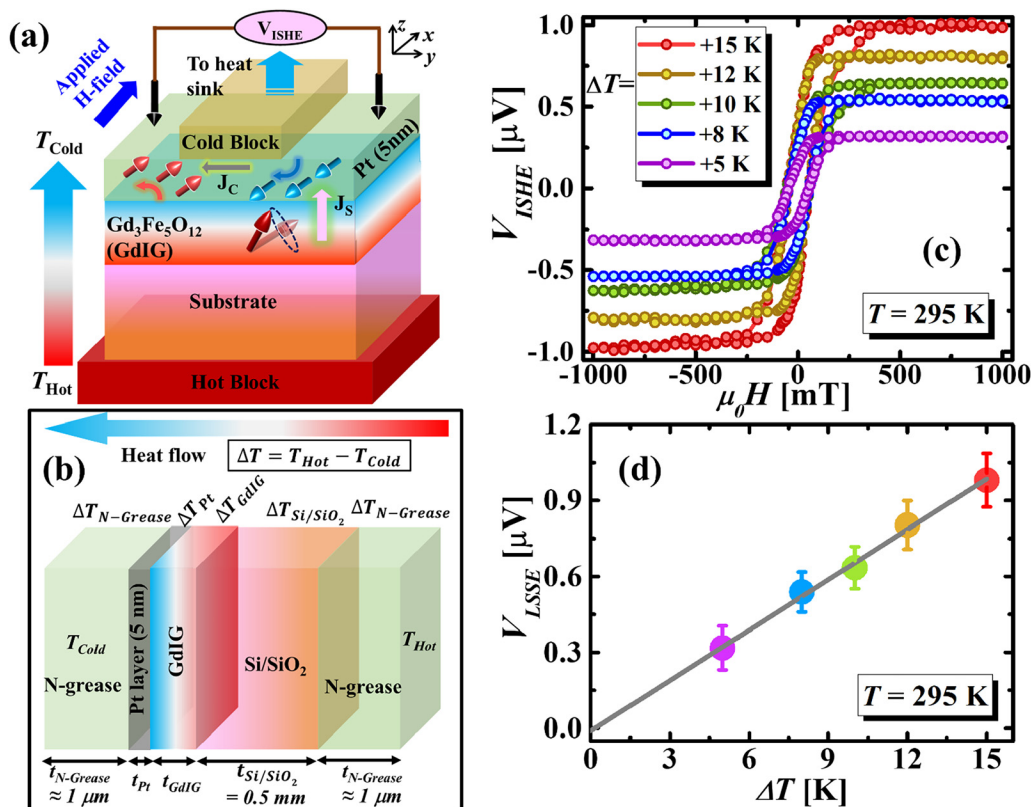 (a)
V_ISHE
z
x
y
Applied
H-field
To heat
sink
T_Cold
Cold Block
Pt (5nm)
J_C
J_S
Gd₃Fe₅O₁₂
(GdIG)
Substrate
T_Hot
Hot Block
(b)
Heat flow
ΔT = T_Hot − T_Cold
ΔT_N−Grease
ΔT_Pt
ΔT_GdIG
ΔT_Si/SiO₂
ΔT_N−Grease
T_Cold
N-grease
Pt layer (5 nm)
GdIG
Si/SiO₂
T_Hot
N-grease
t_N-Grease
≈ 1 μm
t_Pt
t_GdIG
t_Si/SiO₂
= 0.5 mm
t_N-Grease
≈ 1 μm
V_ISHE [μV]
1.0
0.5
0.0
-0.5
-1.0
ΔT=
+15 K
+12 K
+10 K
+8 K
+5 K
(c)
T = 295 K
-1000
-500
0
500
1000
μ₀H [mT]
(d)
V_LSSE [μV]
1.2
0.9
0.6
0.3
0.0
T = 295 K
0
3
6
9
12
15
ΔT [K]